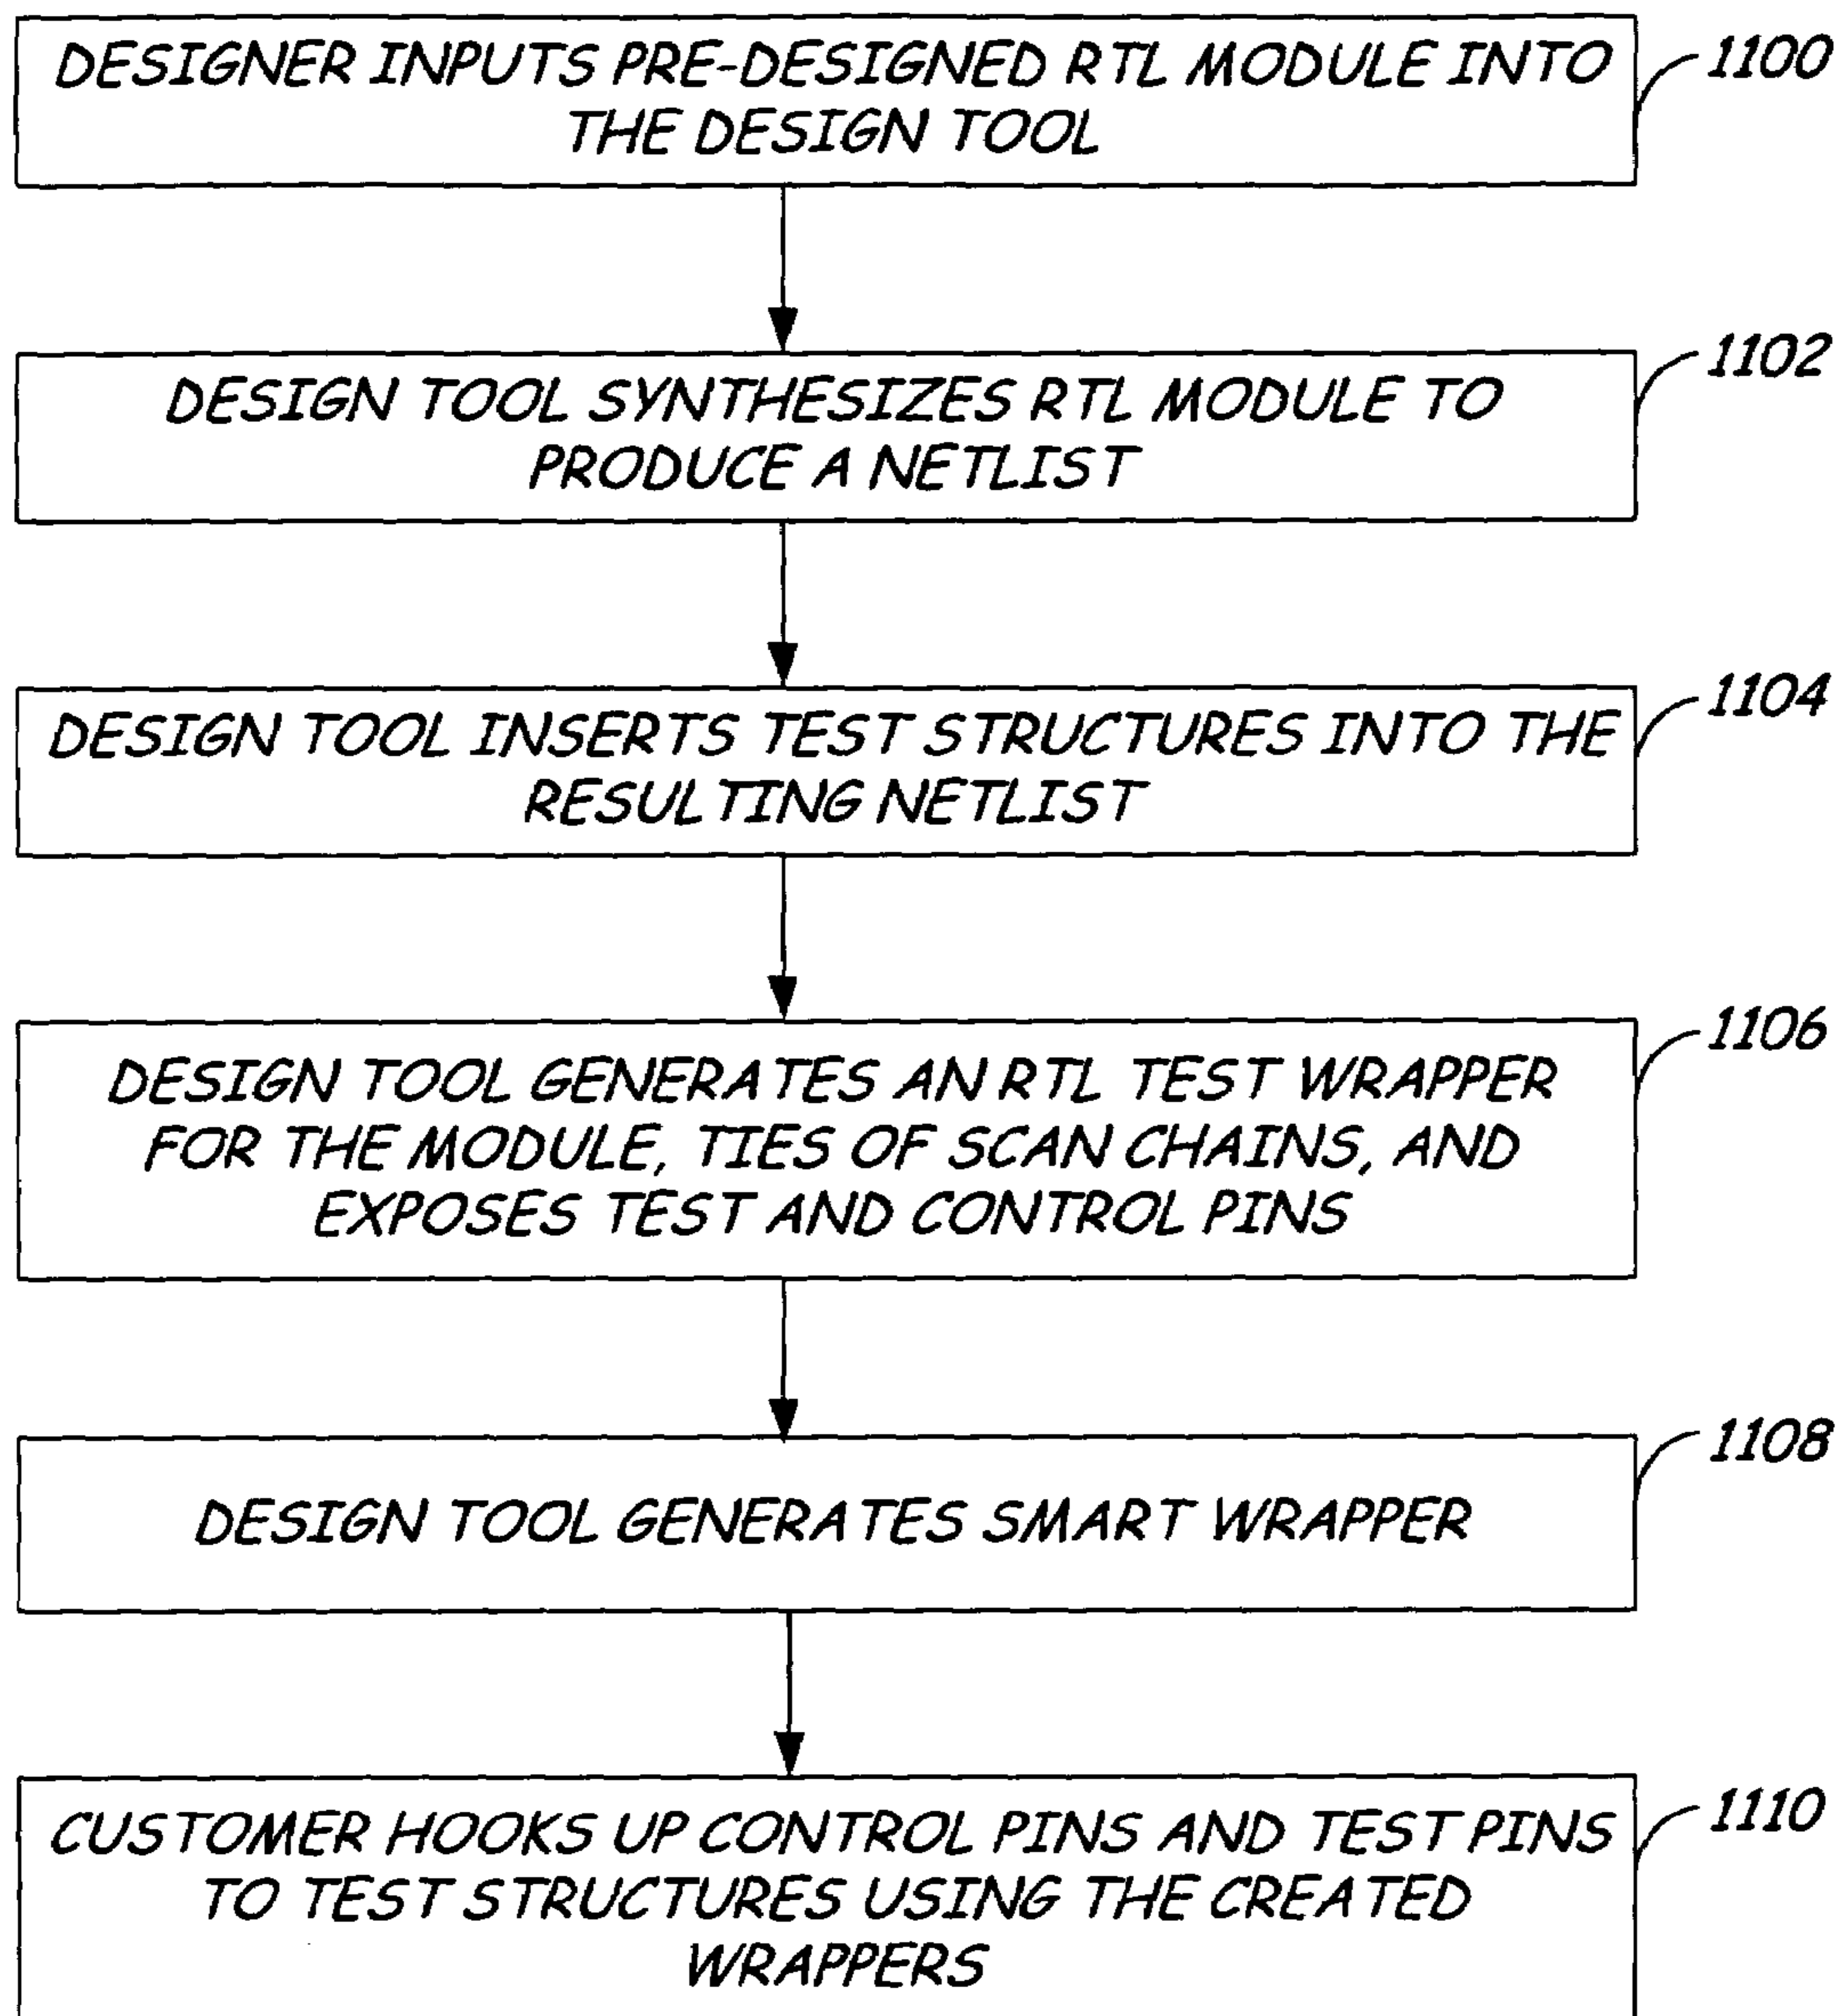 DESIGNER INPUTS PRE-DESIGNED RTL MODULE INTO
THE DESIGN TOOL
1100
DESIGN TOOL SYNTHESIZES RTL MODULE TO
PRODUCE A NETLIST
1102
DESIGN TOOL INSERTS TEST STRUCTURES INTO THE
RESULTING NETLIST
1104
DESIGN TOOL GENERATES AN RTL TEST WRAPPER
FOR THE MODULE, TIES OF SCAN CHAINS, AND
EXPOSES TEST AND CONTROL PINS
1106
DESIGN TOOL GENERATES SMART WRAPPER
1108
CUSTOMER HOOKS UP CONTROL PINS AND TEST PINS
TO TEST STRUCTURES USING THE CREATED
WRAPPERS
1110